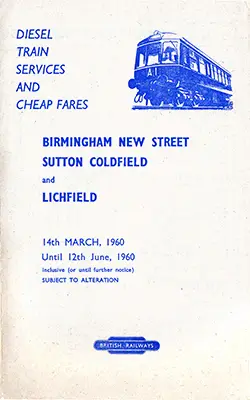 DIESEL
TRAIN
SERVICES
AND
CHEAP FARES
A1
BIRMINGHAM NEW STREET
SUTTON COLDFIELD
and
LICHFIELD
14th MARCH, 1960
Until 12th June, 1960
Inclusive (or until further notice)
SUBJECT TO ALTERATION
BRITISH RAILWAYS